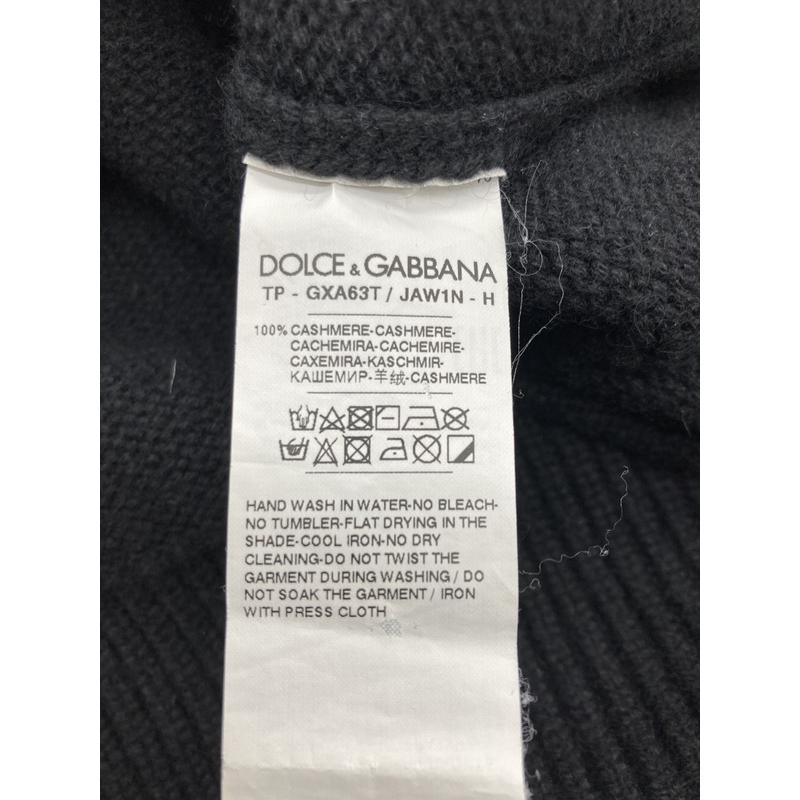 DOLCE & GABBANA
TP - GXA63T / JAW1N - H
100% CASHMERE-CASHMERE-
CACHEMIRA-CACHEMIRE-
CAXEMIRA-KASCHMIR-
КАШЕМИР-羊绒-CASHMERE
HAND WASH IN WATER-NO BLEACH-
NO TUMBLER-FLAT DRYING IN THE
SHADE-COOL IRON-NO DRY
CLEANING-DO NOT TWIST THE
GARMENT DURING WASHING / DO
NOT SOAK THE GARMENT / IRON
WITH PRESS CLOTH